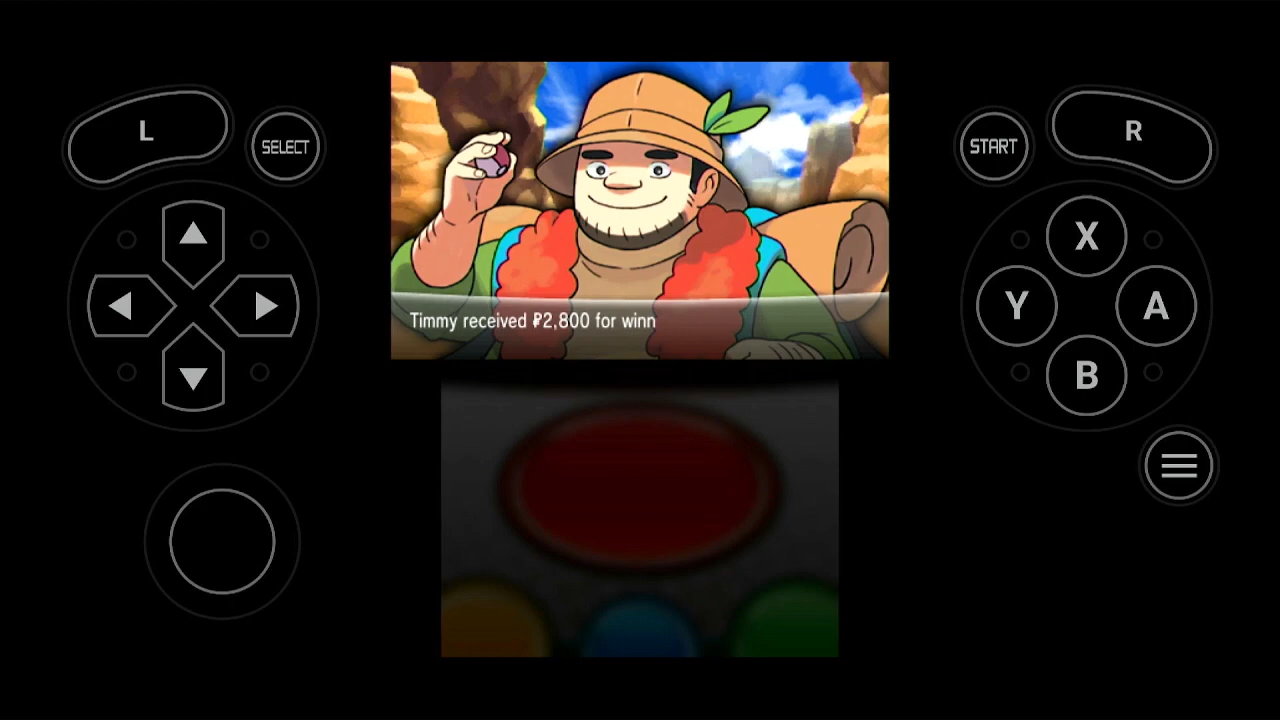 L
SELECT
START
R
X
Y
A
B
Timmy received ₽2,800 for winn